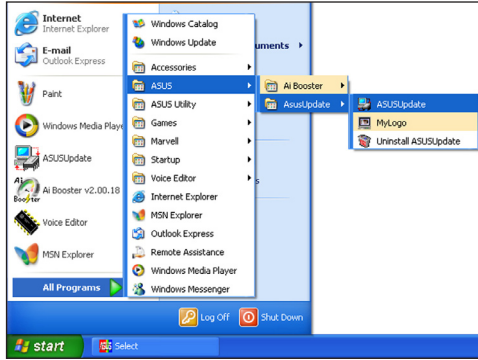 Internet
Internet Explorer
E-mail
Outlook Express
Paint
Windows Media Playe
ASUSUpdate
Ai Booster v2.00.18
Voice Editor
MSN Explorer
All Programs
Windows Catalog
Windows Update
Accessories
ASUS
ASUS Utility
Games
Marvell
Startup
Voice Editor
Internet Explorer
MSN Explorer
Outlook Express
Remote Assistance
Windows Media Player
Windows Messenger
uments
s
Ai Booster
AsusUpdate
ASUSUpdate
MyLogo
Uninstall ASUSUpdate
Log Off
Shut Down
start
Select